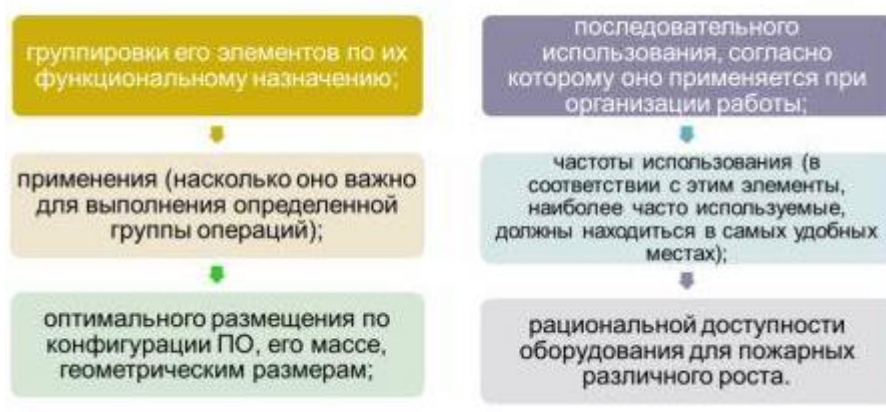 группировки его элементов по их
функциональному назначению;
применения (насколько оно важно
для выполнения определенной
группы операций);
оптимального размещения по
конфигурации ПО, его массе,
геометрическим размерам;
последовательного
использования, согласно
которому оно применяется при
организации работы;
частоты использования (в
соответствии с этим элементы,
наиболее часто используемые,
должны находиться в самых удобных
местах);
рациональной доступности
оборудования для пожарных
различного роста.